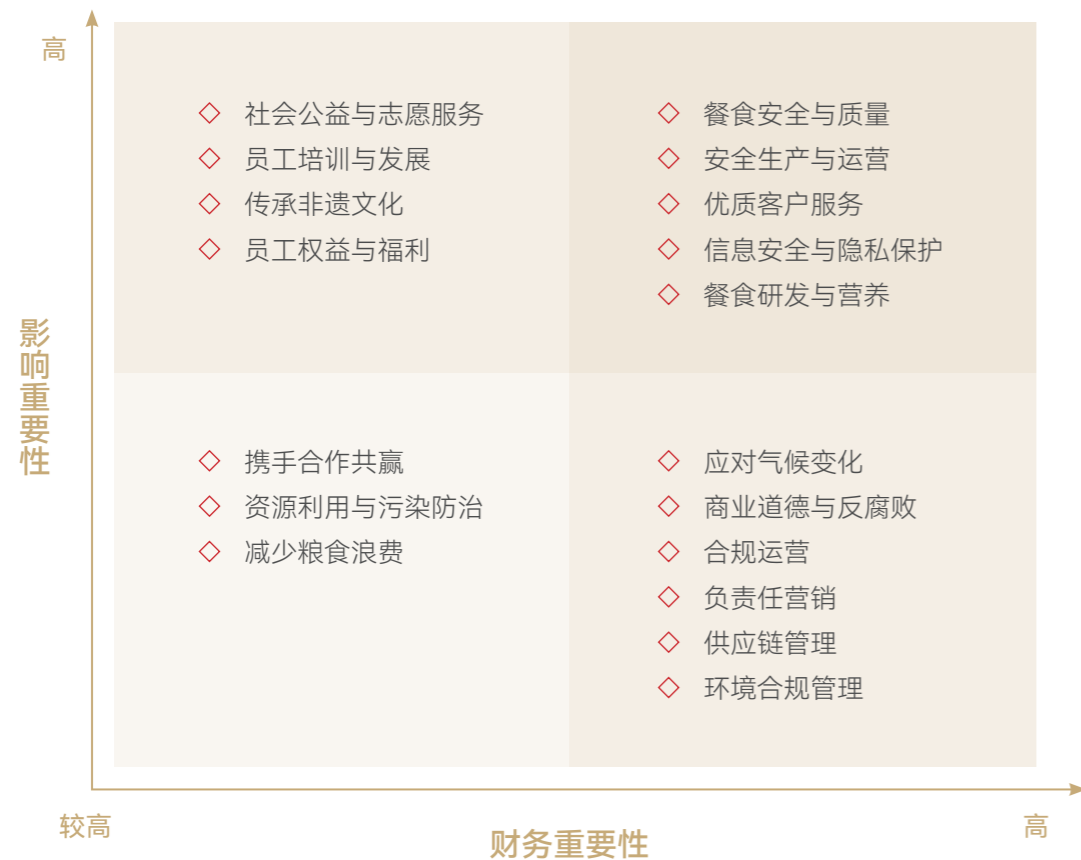 高
影响重要性
社会公益与志愿服务
员工培训与发展
传承非遗文化
员工权益与福利
餐食安全与质量
安全生产与运营
优质客户服务
信息安全与隐私保护
餐食研发与营养
携手合作共赢
资源利用与污染防治
减少粮食浪费
应对气候变化
商业道德与反腐败
合规运营
负责任营销
供应链管理
环境合规管理
较高
财务重要性
高